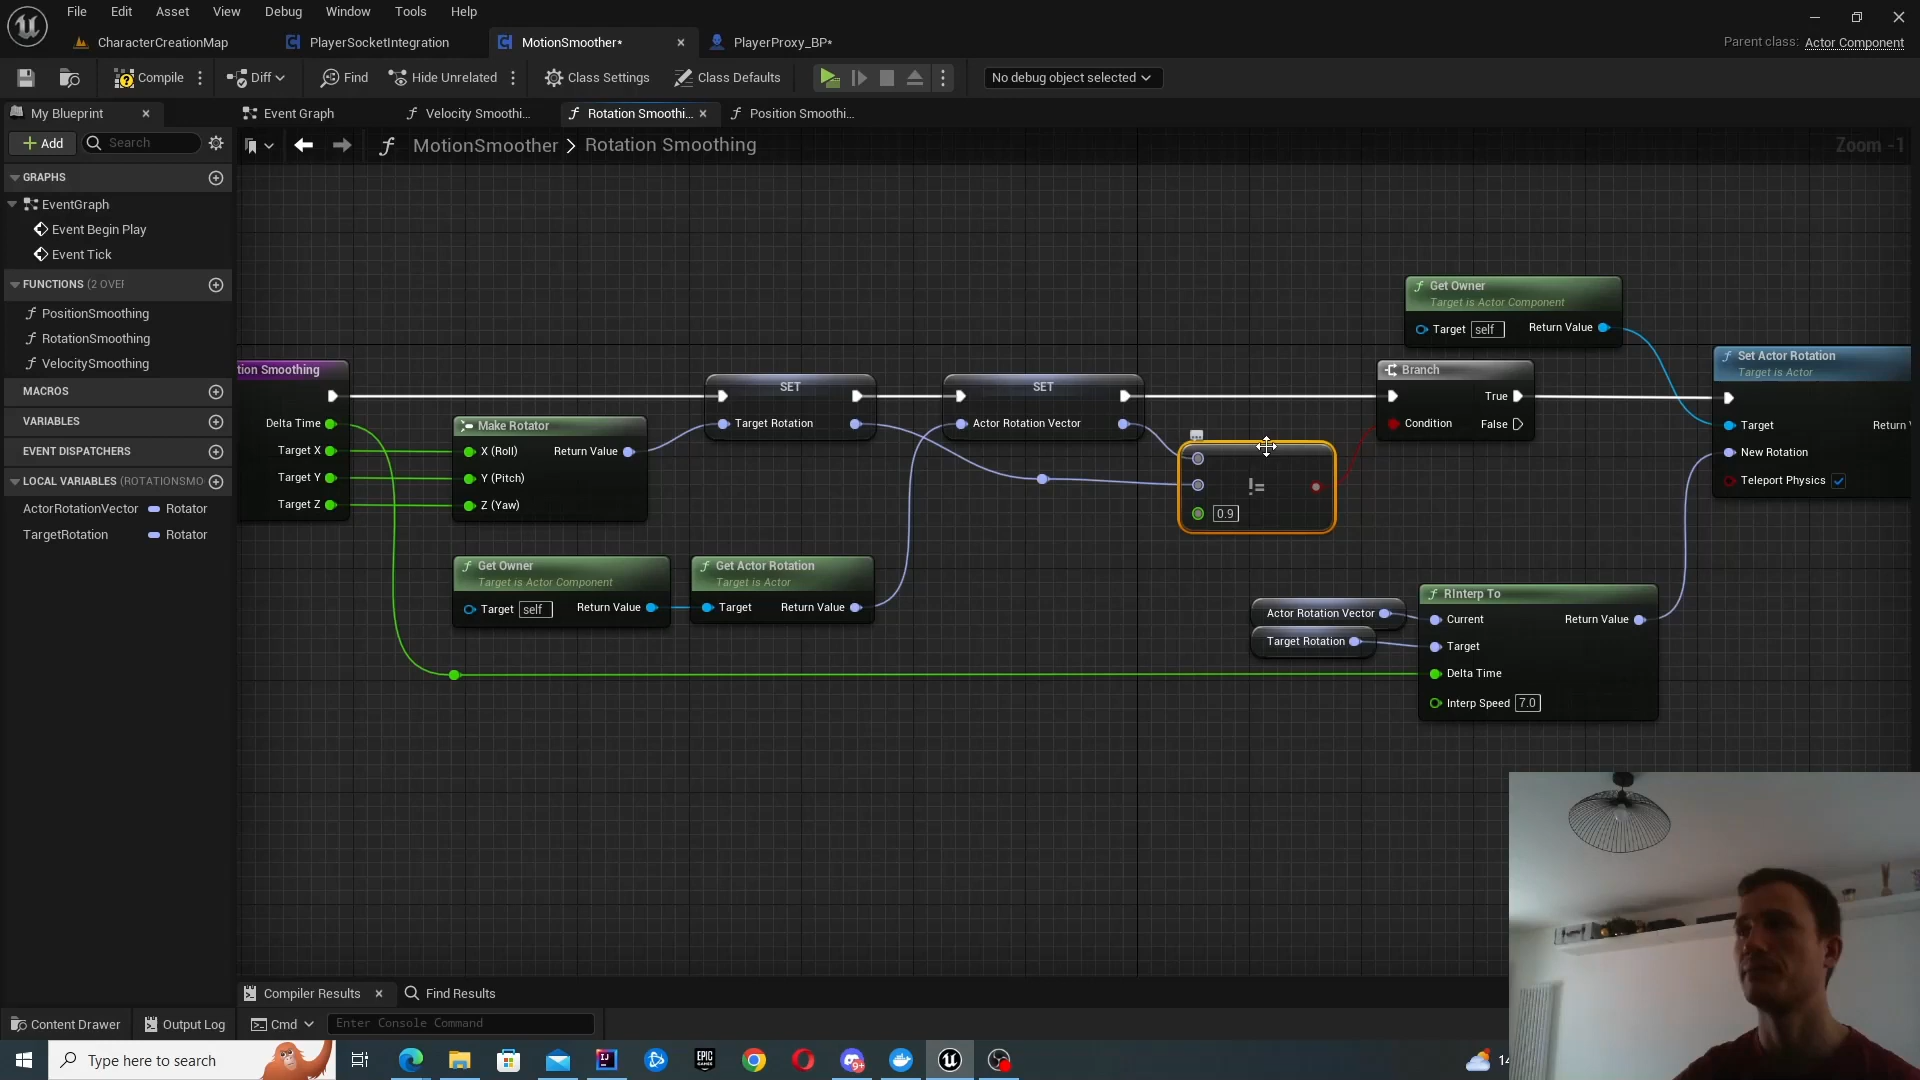 File Edit Asset View Debug Window Tools Help
CharacterCreationMap PlayerSocketIntegration MotionSmoother* PlayerProxy_BP*
Parent class: Actor Component
Compile Diff Find Hide Unrelated Class Settings Class Defaults No debug object selected
My Blueprint Event Graph Velocity Smoothi... Rotation Smoothi... Position Smoothi...
Add Search MotionSmoother > Rotation Smoothing Zoom -1
GRAPHS
EventGraph
Event Begin Play
Event Tick
FUNCTIONS (2 OVER
PositionSmoothing
RotationSmoothing
VelocitySmoothing
MACROS
VARIABLES
EVENT DISPATCHERS
LOCAL VARIABLES (ROTATIONSMO
ActorRotationVector Rotator
TargetRotation Rotator
tion Smoothing
Delta Time
Target X
Target Y
Target Z
Make Rotator
X (Roll) Return Value
Y (Pitch)
Z (Yaw)
SET
Target Rotation
SET
Actor Rotation Vector
!=
0.9
Get Owner
Target is Actor Component
Target self Return Value
Branch
True
Condition False
Set Actor Rotation
Target is Actor
Target Return
New Rotation
Teleport Physics
Get Owner
Target is Actor Component
Target self Return Value
Get Actor Rotation
Target is Actor
Target Return Value
Actor Rotation Vector
Target Rotation
RInterp To
Current Return Value
Target
Delta Time
Interp Speed 7.0
Compiler Results Find Results
Content Drawer Output Log Cmd Enter Console Command
Type here to search
EPIC
GAMES
9+
14